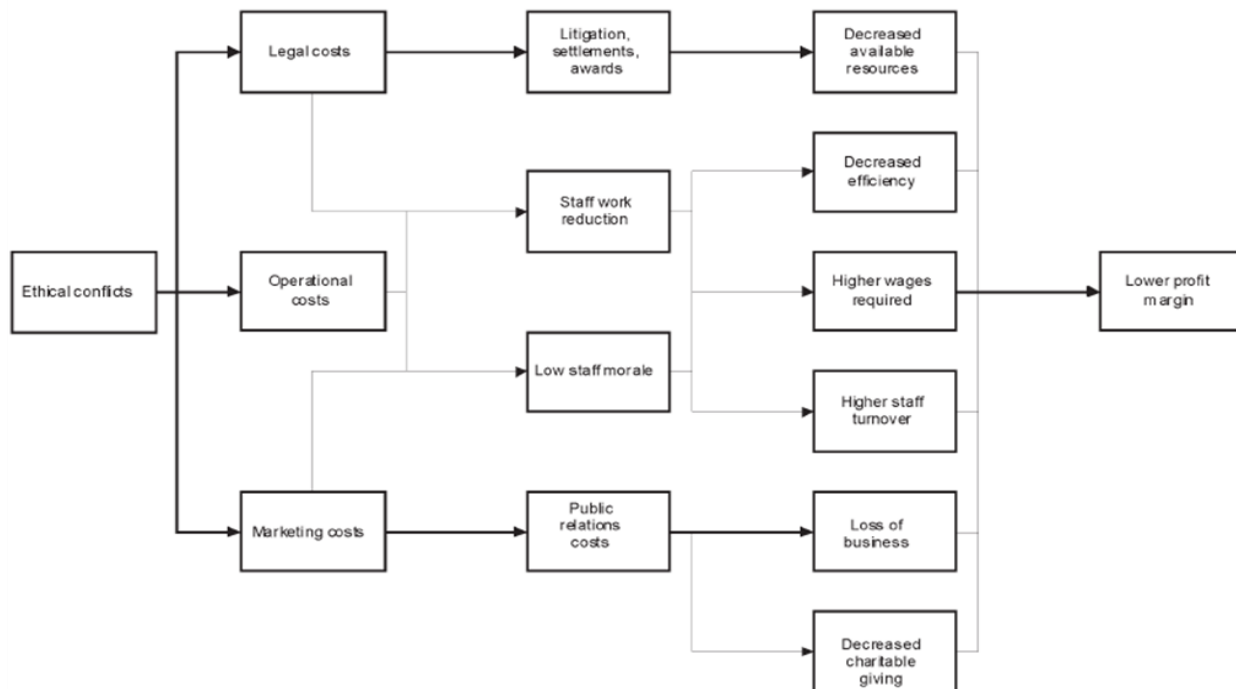 Legal costs
Litigation,
settlements,
awards
Decreased
available
resources
Decreased
efficiency
Staff work
reduction
Ethical conflicts
Operational
costs
Higher wages
required
Lower profit
margin
Low staff morale
Higher staff
turnover
Marketing costs
Public
relations
costs
Loss of
business
Decreased
charitable
giving